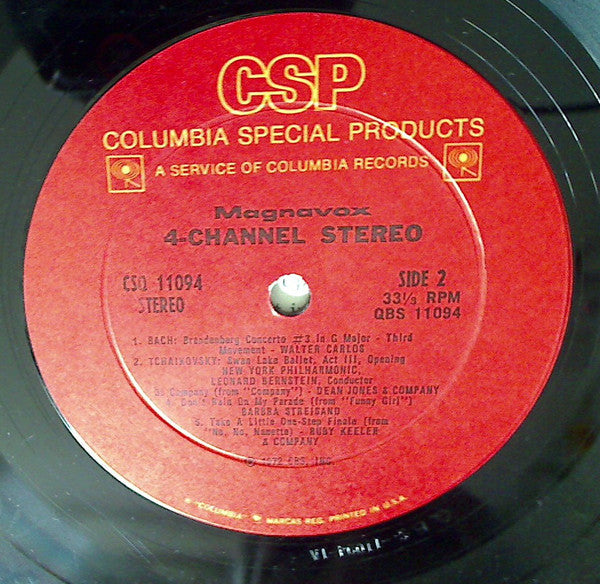 CSP
COLUMBIA SPECIAL PRODUCTS
A SERVICE OF COLUMBIA RECORDS
Magnavox
4-CHANNEL STEREO
CSQ 11094 SIDE 2
STEREO 33⅓ RPM
QBS 11094
1. BACH: Brandenburg Concerto #3 in G Major - Third
Movement - WALTER CARLOS
2. TCHAIKOVSKY: Swan Lake Ballet, Act III, Opening
NEW YORK PHILHARMONIC,
LEONARD BERNSTEIN, Conductor
3. Company (from "Company") - DEAN JONES & COMPANY
4. Don't Rain On My Parade (from "Funny Girl")
BARBRA STREISAND
5. Take A Little One-Step Finale (from
"No, No, Nanette) - RUBY KEELER
& COMPANY
℗ 1972 CBS, INC.
® "COLUMBIA" ® MARCAS REG. PRINTED IN U.S.A.